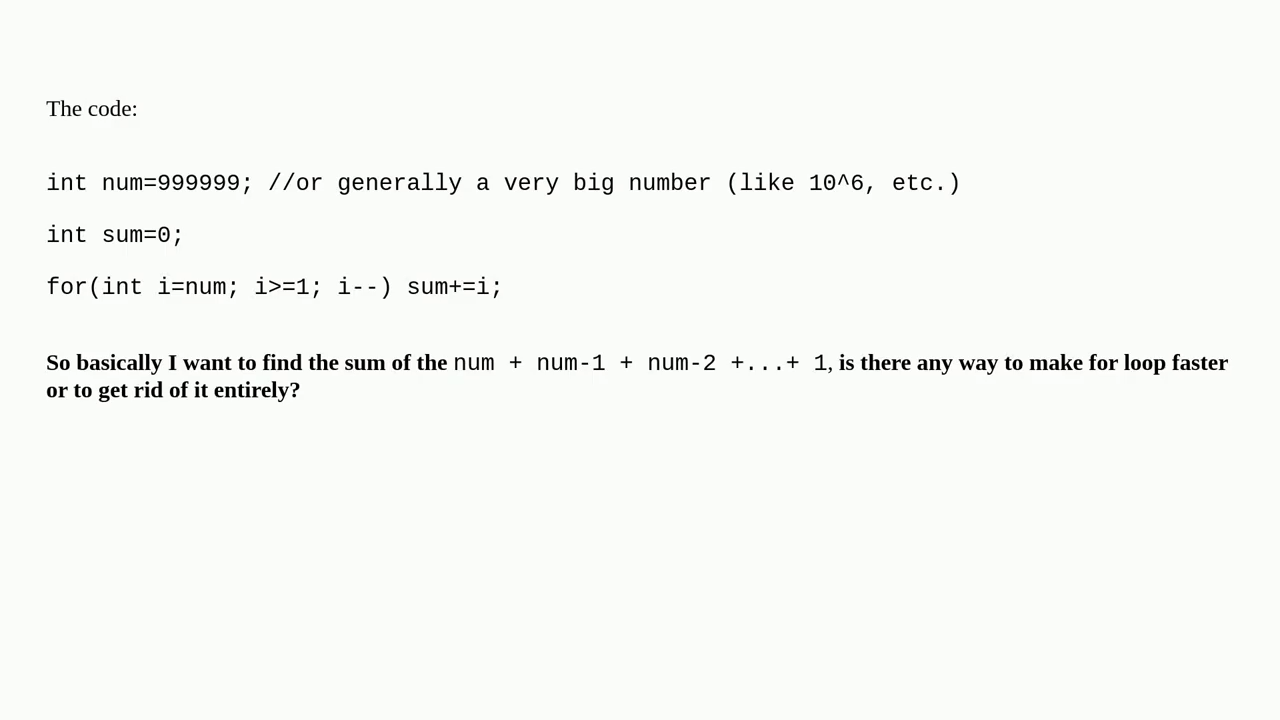 The code:
int num=999999; //or generally a very big number (like 10^6, etc.)
int sum=0;
for(int i=num; i>=1; i--) sum+=i;
So basically I want to find the sum of the num + num-1 + num-2 +...+ 1, is there any way to make for loop faster
or to get rid of it entirely?